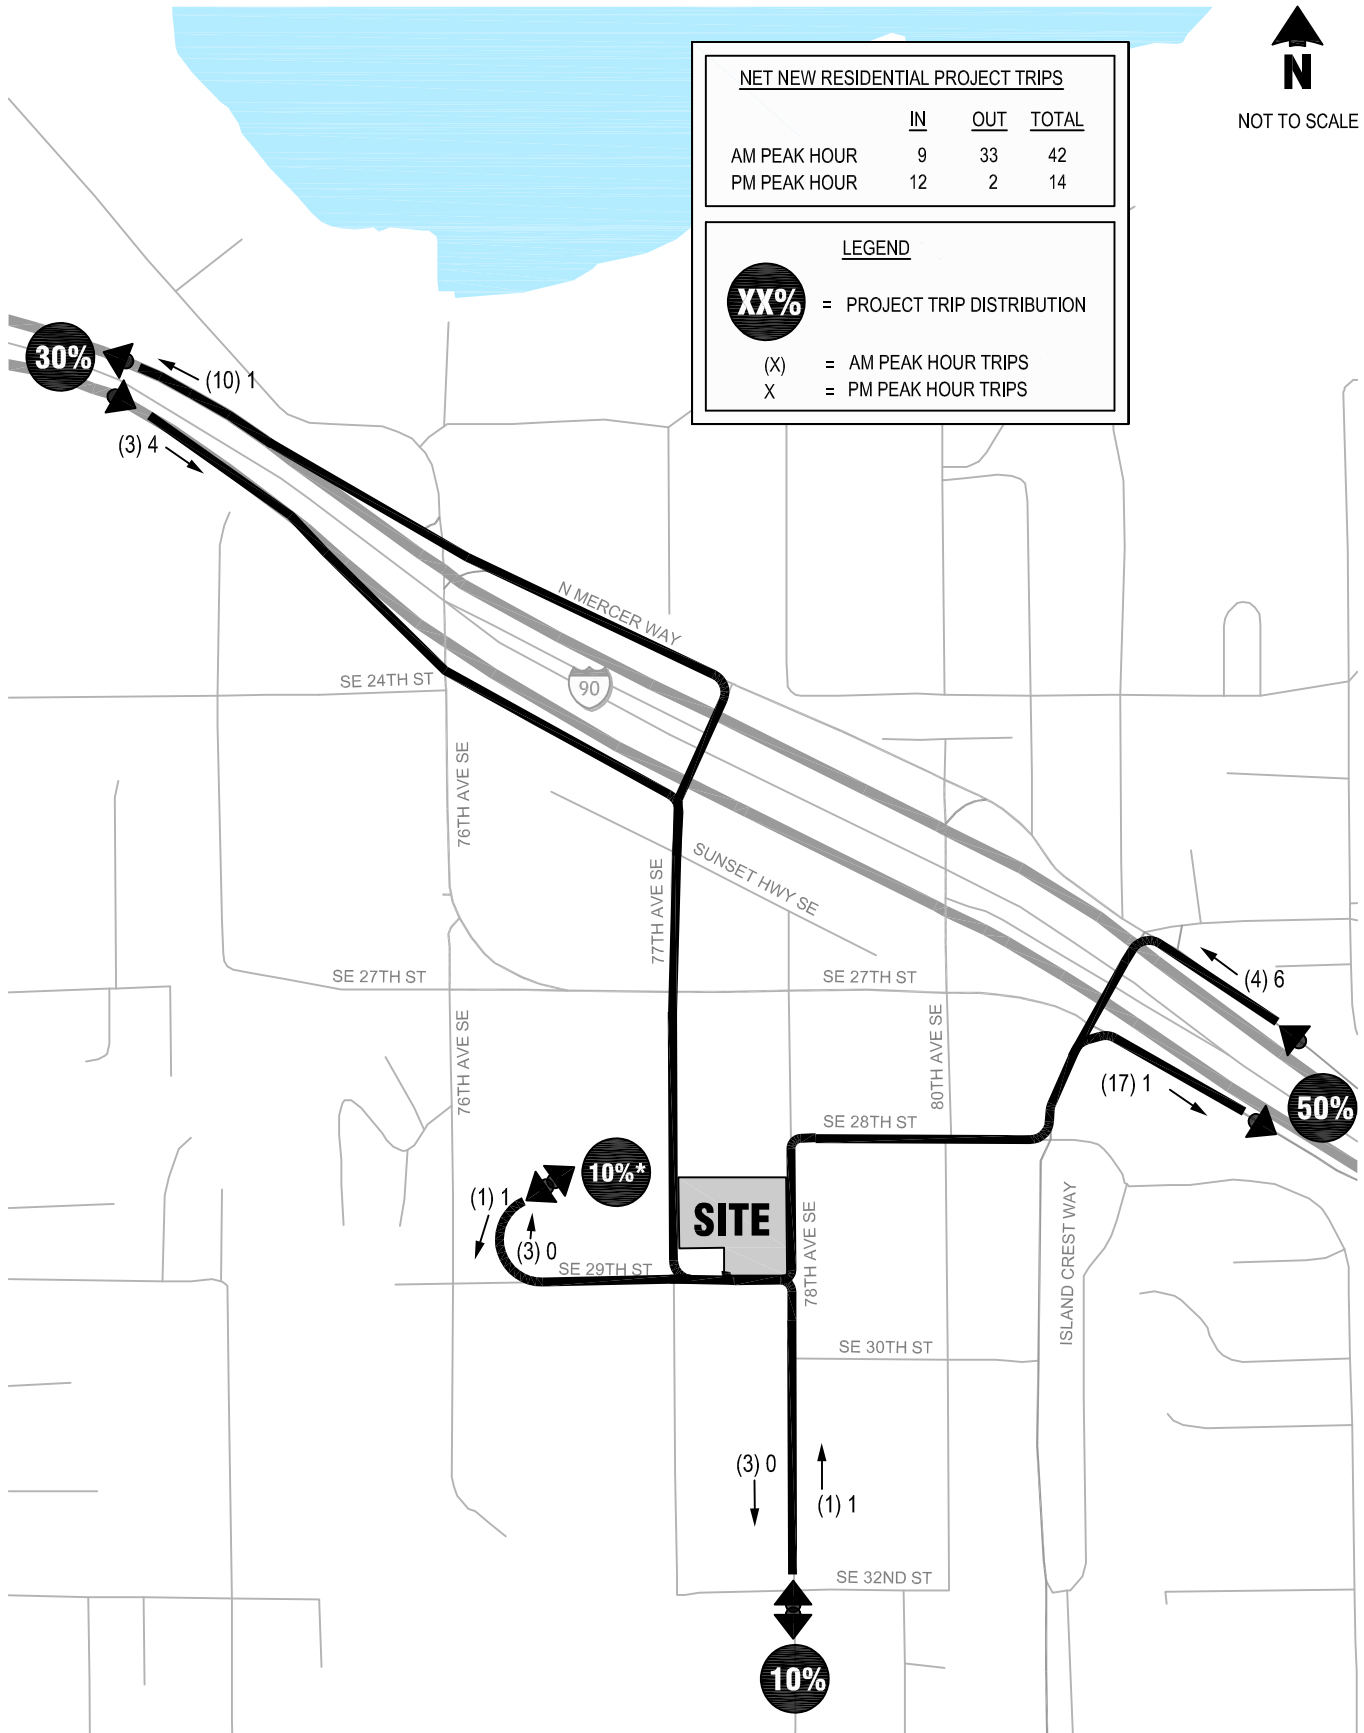 NET NEW RESIDENTIAL PROJECT TRIPS
IN OUT TOTAL
AM PEAK HOUR 9 33 42
PM PEAK HOUR 12 2 14
N
NOT TO SCALE
LEGEND
XX% = PROJECT TRIP DISTRIBUTION
(X) = AM PEAK HOUR TRIPS
X = PM PEAK HOUR TRIPS
30%
(10) 1
(3) 4
N MERCER WAY
SE 24TH ST
90
76TH AVE SE
SUNSET HWY SE
77TH AVE SE
SE 27TH ST
SE 27TH ST
(4) 6
76TH AVE SE
80TH AVE SE
(17) 1
50%
SE 28TH ST
10%*
(1) 1
(3) 0
SITE
78TH AVE SE
ISLAND CREST WAY
SE 29TH ST
SE 30TH ST
(3) 0
(1) 1
SE 32ND ST
10%